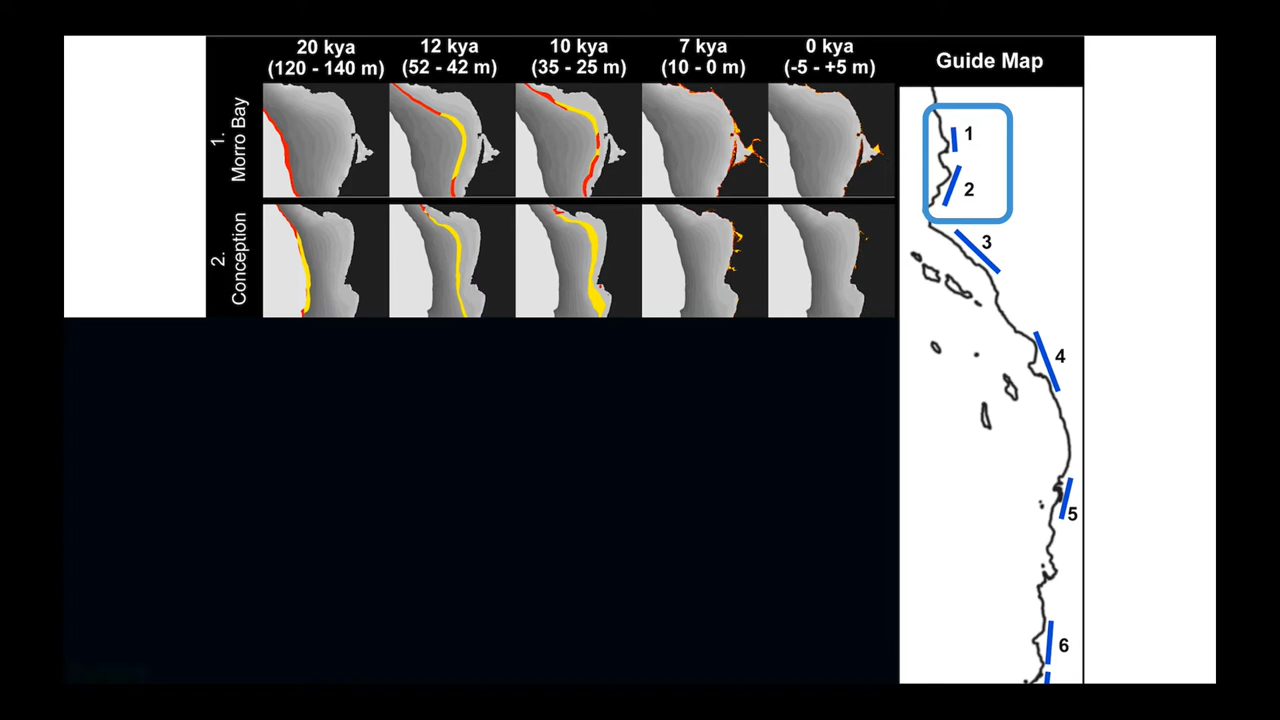 20 kya 12 kya 10 kya 7 kya 0 kya
(120 - 140 m) (52 - 42 m) (35 - 25 m) (10 - 0 m) (-5 - +5 m)
Guide Map
1.
Morro Bay
2.
Conception
1
2
3
4
5
6